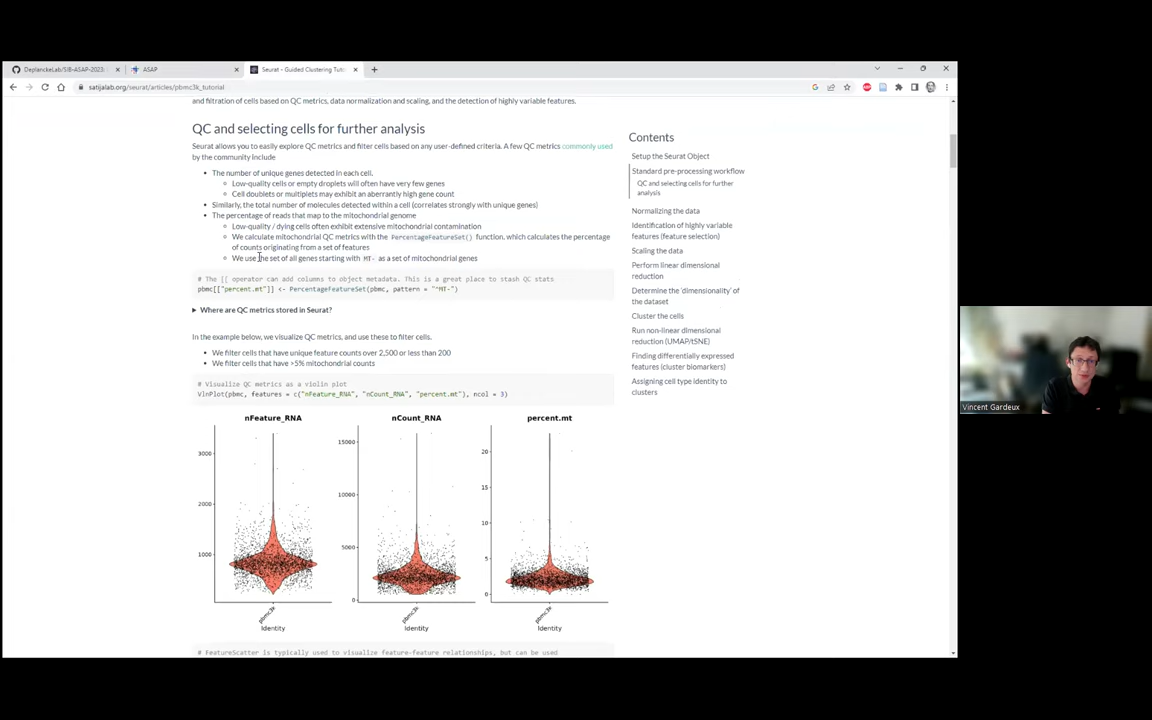 DeplanckeLab/SIB-ASAP-2023:
ASAP
Seurat - Guided Clustering Tuto
satijalab.org/seurat/articles/pbmc3k_tutorial
and filtration of cells based on QC metrics, data normalization and scaling, and the detection of highly variable features.
QC and selecting cells for further analysis
Seurat allows you to easily explore QC metrics and filter cells based on any user-defined criteria. A few QC metrics commonly used
by the community include
The number of unique genes detected in each cell.
Low-quality cells or empty droplets will often have very few genes
Cell doublets or multiplets may exhibit an aberrantly high gene count
Similarly, the total number of molecules detected within a cell (correlates strongly with unique genes)
The percentage of reads that map to the mitochondrial genome
Low-quality / dying cells often exhibit extensive mitochondrial contamination
We calculate mitochondrial QC metrics with the PercentageFeatureSet() function, which calculates the percentage
of counts originating from a set of features
We use the set of all genes starting with MT- as a set of mitochondrial genes
# The [[ operator can add columns to object metadata. This is a great place to stash QC stats
pbmc[["percent.mt"]] <- PercentageFeatureSet(pbmc, pattern = "^MT-")
Where are QC metrics stored in Seurat?
In the example below, we visualize QC metrics, and use these to filter cells.
We filter cells that have unique feature counts over 2,500 or less than 200
We filter cells that have >5% mitochondrial counts
# Visualize QC metrics as a violin plot
VlnPlot(pbmc, features = c("nFeature_RNA", "nCount_RNA", "percent.mt"), ncol = 3)
nFeature_RNA
3000
2000
1000
pbmc3k
Identity
nCount_RNA
15000
10000
5000
0
pbmc3k
Identity
percent.mt
20
15
10
5
0
pbmc3k
Identity
# FeatureScatter is typically used to visualize feature-feature relationships, but can be used
Contents
Setup the Seurat Object
Standard pre-processing workflow
QC and selecting cells for further
analysis
Normalizing the data
Identification of highly variable
features (feature selection)
Scaling the data
Perform linear dimensional
reduction
Determine the 'dimensionality' of
the dataset
Cluster the cells
Run non-linear dimensional
reduction (UMAP/tSNE)
Finding differentially expressed
features (cluster biomarkers)
Assigning cell type identity to
clusters
Vincent Gardeux